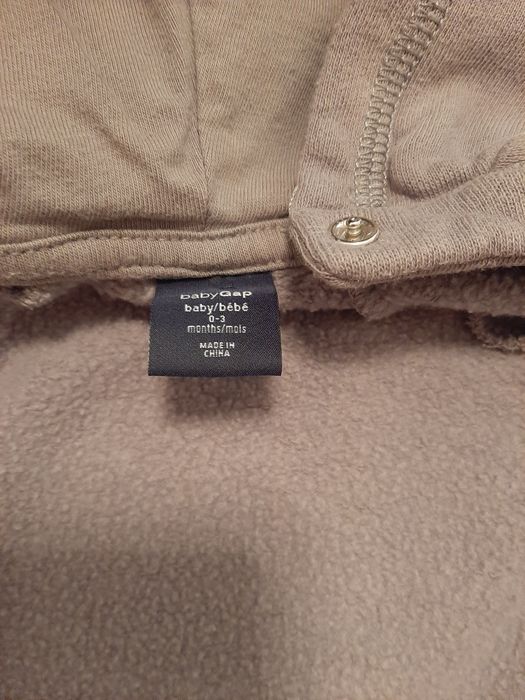 babyGap
baby/bébé
0-3
months/mois
MADE IN
CHINA